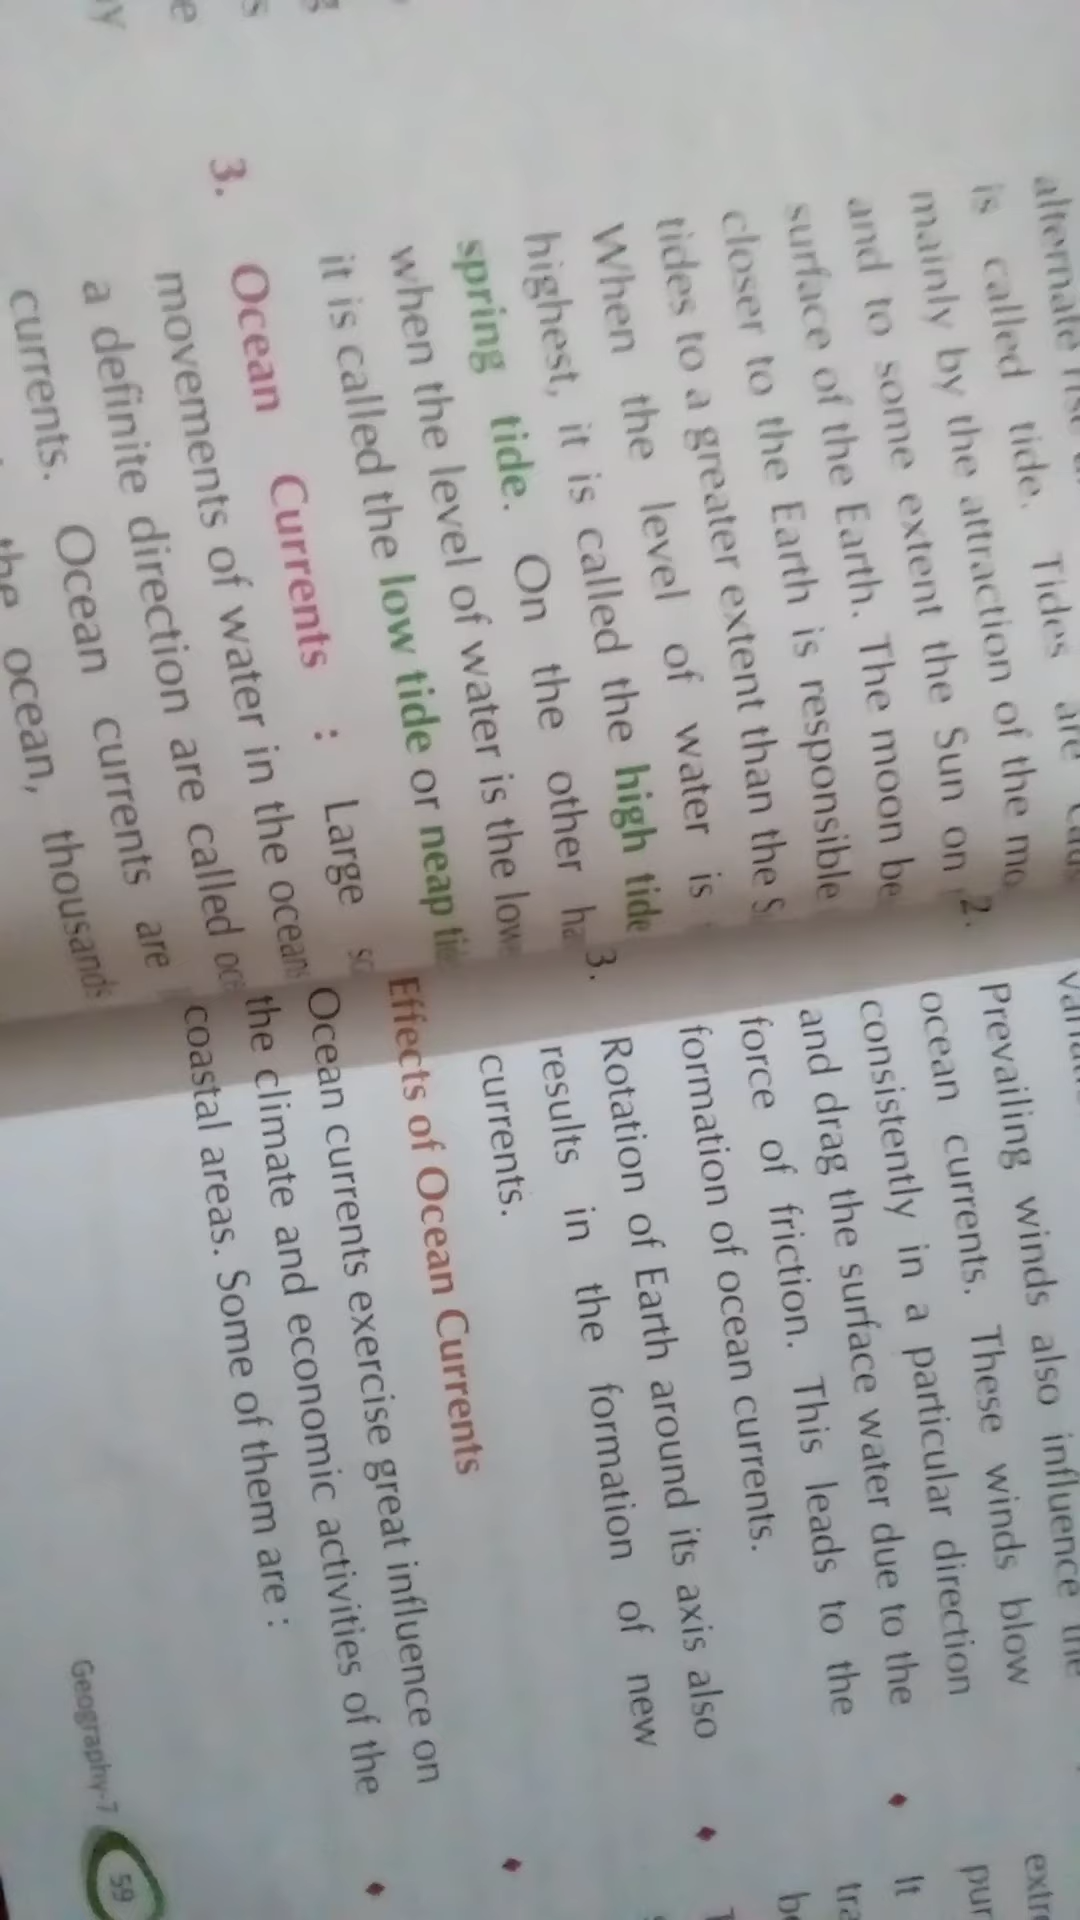 is called tide. Tides are
mainly by the attraction of the
and to some extent the Sun on
surface of the Earth. The moon
closer to the Earth is responsible
tides to a greater extent than the
When the level of water is
highest, it is called the high tide
spring tide. On the other
when the level of water is the
it is called the low tide or neap
3. Ocean Currents : Large
movements of water in the oceans
a definite direction are called
currents. Ocean currents are
the ocean, thousands
also influence the
2. Prevailing winds also influence
ocean currents. These winds blow
consistently in a particular direction
and drag the surface water due to the
force of friction. This leads to the
formation of ocean currents.
3. Rotation of Earth around its axis also
results in the formation of new
currents.
Effects of Ocean Currents
Ocean currents exercise great influence on
the climate and economic activities of the
coastal areas. Some of them are :
Geography-7 59
It